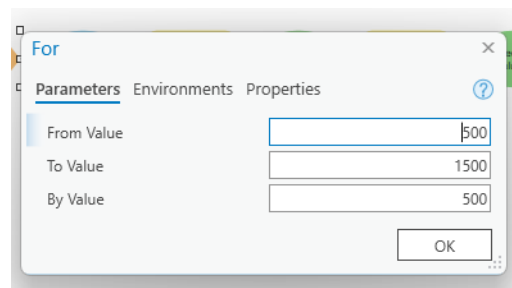 For
Parameters Environments Properties
From Value 500
To Value 1500
By Value 500
OK